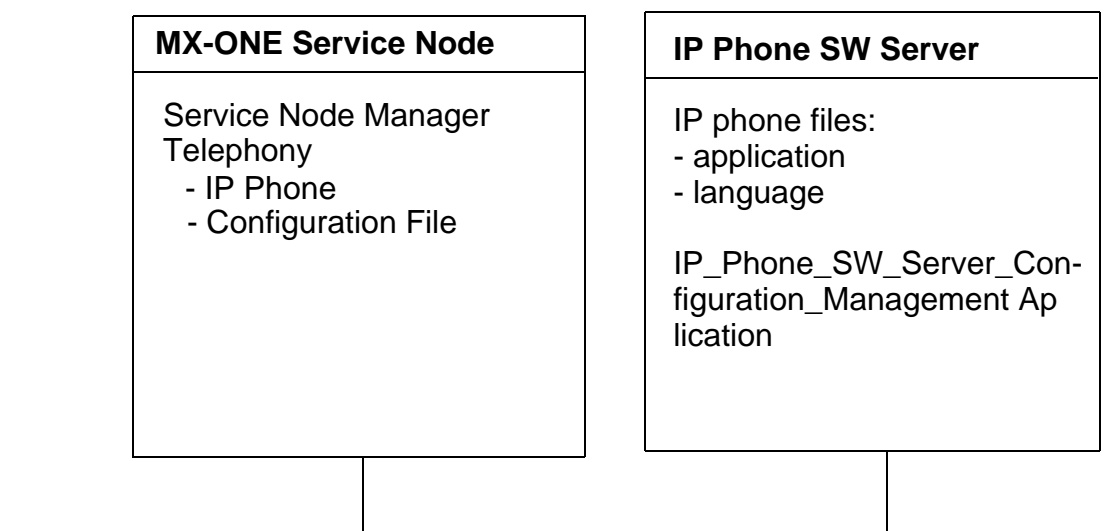 MX-ONE Service Node
Service Node Manager
Telephony
- IP Phone
- Configuration File
IP Phone SW Server
IP phone files:
- application
- language
IP_Phone_SW_Server_Con-
figuration_Management Ap
lication